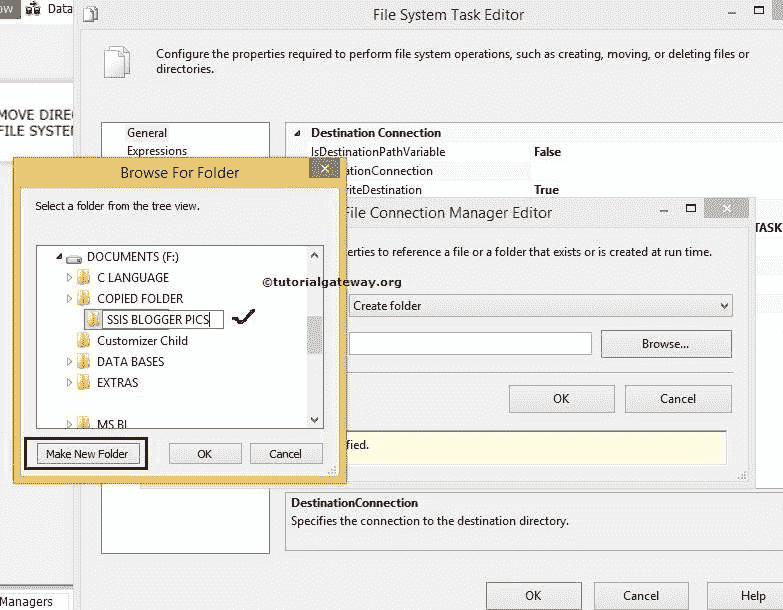 ow
Data
File System Task Editor
Configure the properties required to perform file system operations, such as creating, moving, or deleting files or
directories.
MOVE DIRE
FILE SYSTEM
General
Expressions
Destination Connection
IsDestinationPathVariable False
ationConnection
riteDestination True
Browse For Folder
Select a folder from the tree view.
DOCUMENTS (F:)
C LANGUAGE
COPIED FOLDER
SSIS BLOGGER PICS
Customizer Child
DATA BASES
EXTRAS
MS BI
Make New Folder
OK
Cancel
©tutorialgateway.org
File Connection Manager Editor
TASK
erties to reference a file or a folder that exists or is created at run time.
Create folder
Browse...
OK
Cancel
fied.
DestinationConnection
Specifies the connection to the destination directory.
Managers
OK
Cancel
Help